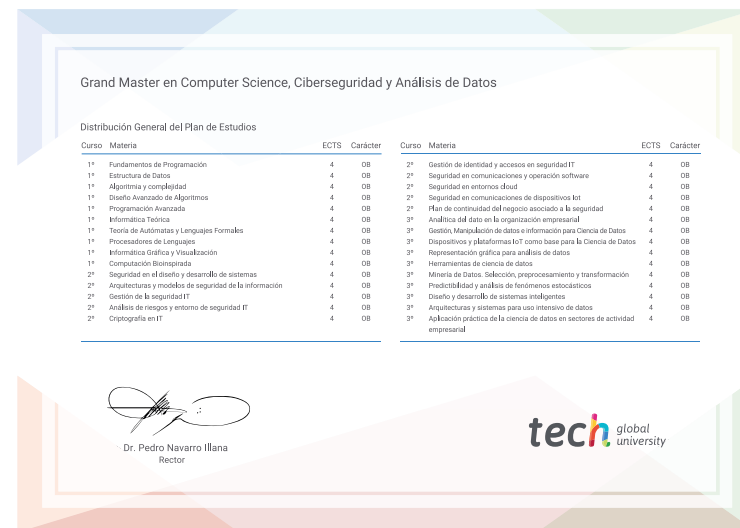 Grand Master en Computer Science, Ciberseguridad y Análisis de Datos
Distribución General del Plan de Estudios
Curso Materia ECTS Carácter
1º Fundamentos de Programación 4 OB
1º Estructura de Datos 4 OB
1º Algoritmia y complejidad 4 OB
1º Diseño Avanzado de Algoritmos 4 OB
1º Programación Avanzada 4 OB
1º Informática Teórica 4 OB
1º Teoría de Autómatas y Lenguajes Formales 4 OB
1º Procesadores de Lenguajes 4 OB
1º Informática Gráfica y Visualización 4 OB
1º Computación Bioinspirada 4 OB
2º Seguridad en el diseño y desarrollo de sistemas 4 OB
2º Arquitecturas y modelos de seguridad de la información 4 OB
2º Gestión de la seguridad IT 4 OB
2º Análisis de riesgos y entorno de seguridad IT 4 OB
2º Criptografía en IT 4 OB
Curso Materia ECTS Carácter
2º Gestión de identidad y accesos en seguridad IT 4 OB
2º Seguridad en comunicaciones y operación software 4 OB
2º Seguridad en entornos cloud 4 OB
2º Seguridad en comunicaciones de dispositivos Iot 4 OB
2º Plan de continuidad del negocio asociado a la seguridad 4 OB
3º Analítica del dato en la organización empresarial 4 OB
3º Gestión, Manipulación de datos e información para Ciencia de Datos 4 OB
3º Dispositivos y plataformas IoT como base para la Ciencia de Datos 4 OB
3º Representación gráfica para análisis de datos 4 OB
3º Herramientas de ciencia de datos 4 OB
3º Minería de Datos. Selección, preprocesamiento y transformación 4 OB
3º Predictibilidad y análisis de fenómenos estocásticos 4 OB
3º Diseño y desarrollo de sistemas inteligentes 4 OB
3º Arquitecturas y sistemas para uso intensivo de datos 4 OB
3º Aplicación práctica de la ciencia de datos en sectores de actividad 4 OB
empresarial
Dr. Pedro Navarro Illana
Rector
tech global
university